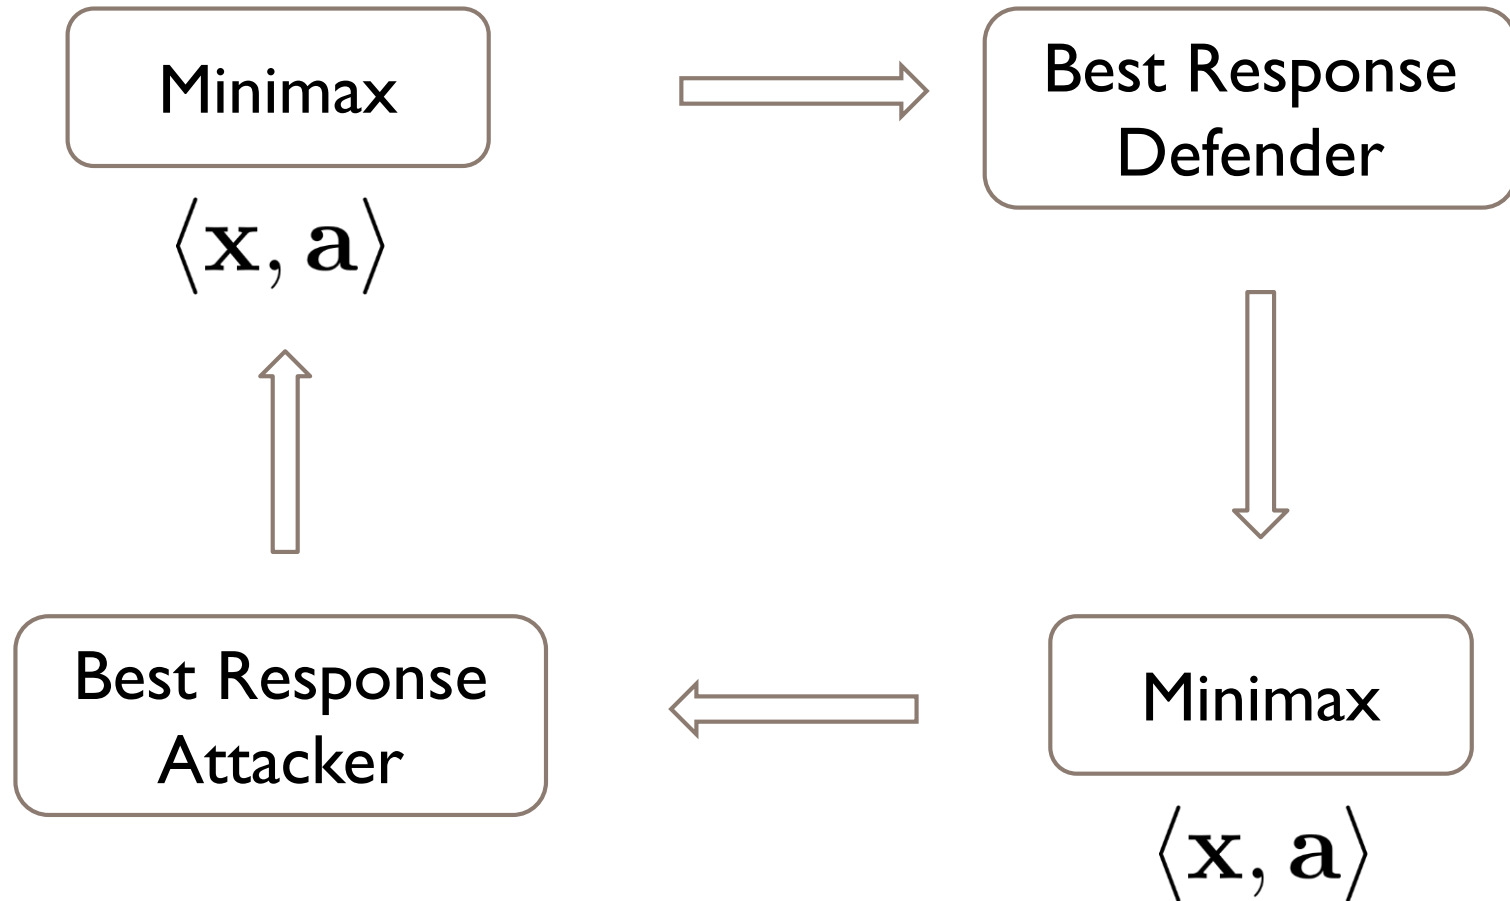 Minimax
⟨x, a⟩
Best Response
Defender
Best Response
Attacker
Minimax
⟨x, a⟩